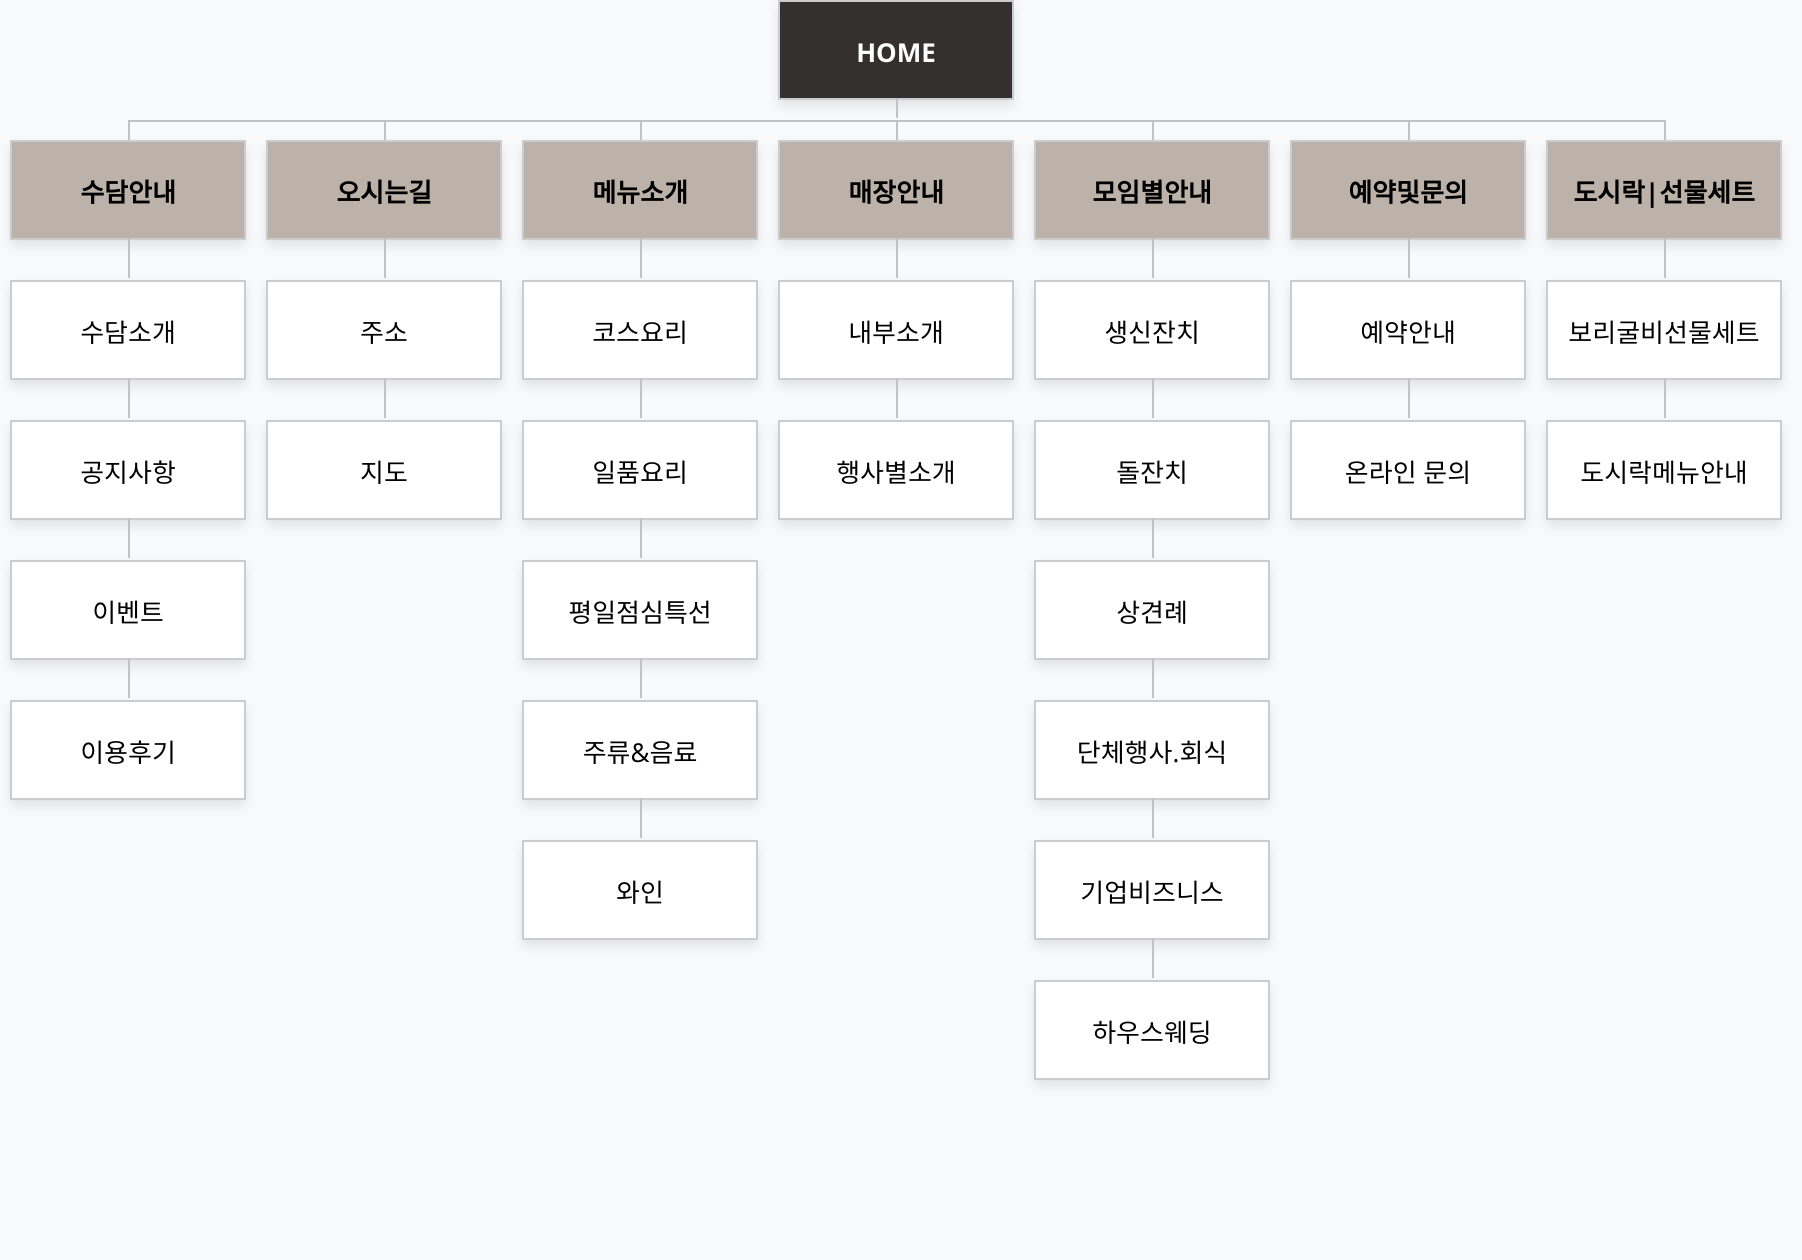 HOME
수담안내
오시는길
메뉴소개
매장안내
모임별안내
예약및문의
도시락|선물세트
수담소개
주소
코스요리
내부소개
생신잔치
예약안내
보리굴비선물세트
공지사항
지도
일품요리
행사별소개
돌잔치
온라인 문의
도시락메뉴안내
이벤트
평일점심특선
상견례
이용후기
주류&음료
단체행사.회식
와인
기업비즈니스
하우스웨딩